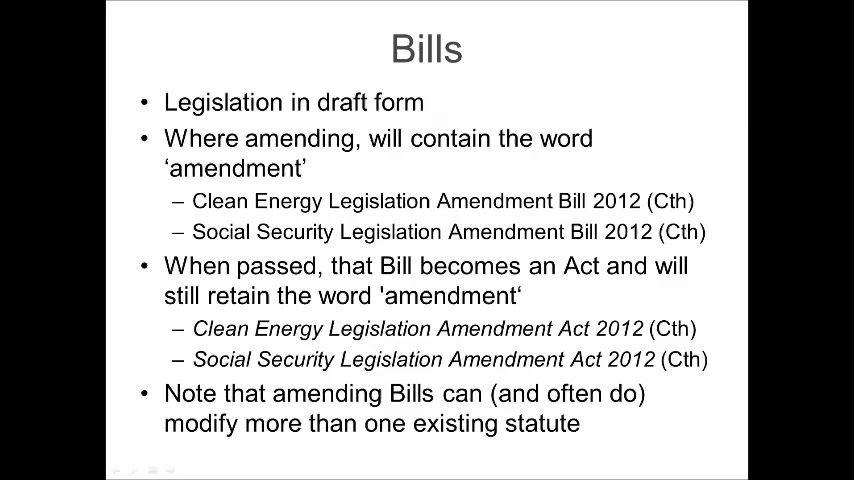 Bills
• Legislation in draft form
• Where amending, will contain the word
‘amendment’
– Clean Energy Legislation Amendment Bill 2012 (Cth)
– Social Security Legislation Amendment Bill 2012 (Cth)
• When passed, that Bill becomes an Act and will
still retain the word 'amendment‘
– Clean Energy Legislation Amendment Act 2012 (Cth)
– Social Security Legislation Amendment Act 2012 (Cth)
• Note that amending Bills can (and often do)
modify more than one existing statute